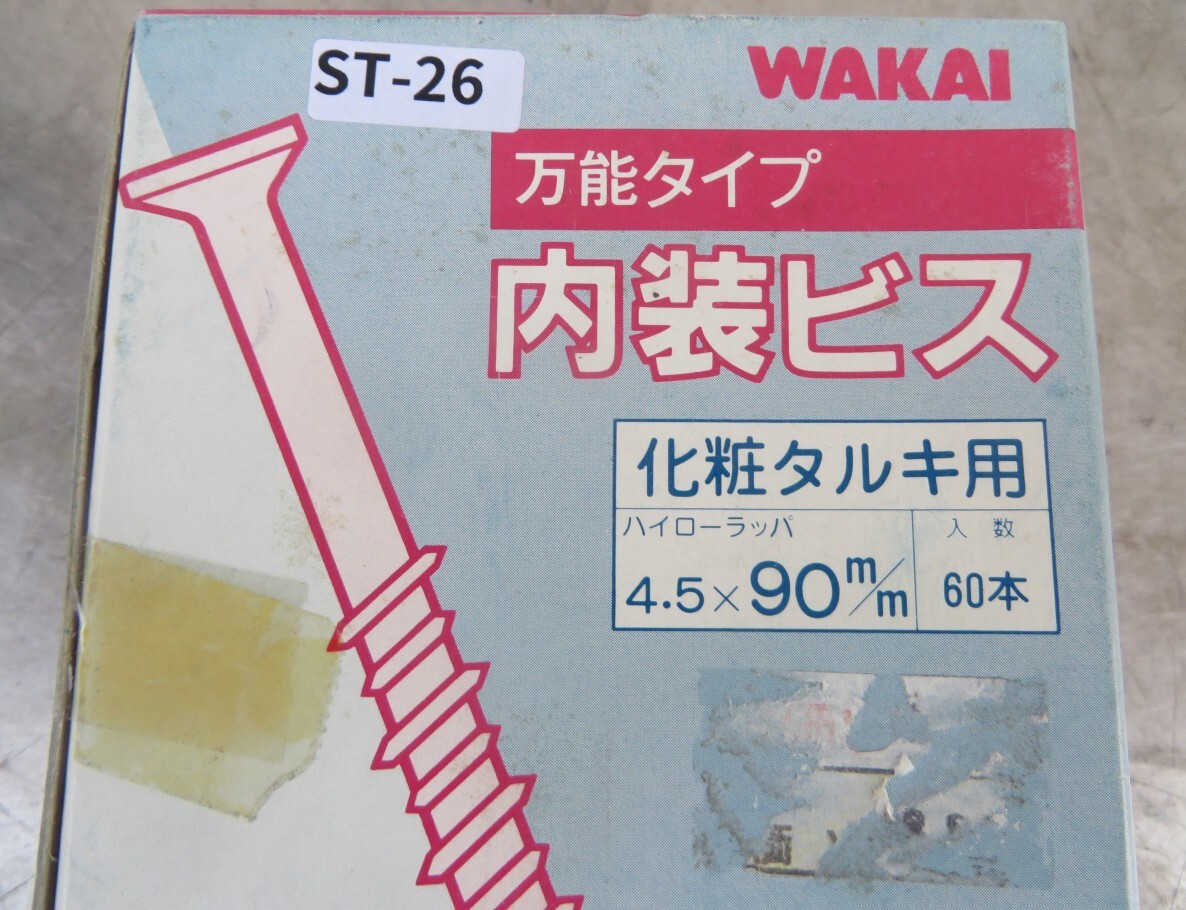 ST-26
WAKAI
万能タイプ
内装ビス
化粧タルキ用
ハイローラッパ
4.5×90m/m
入数
60本